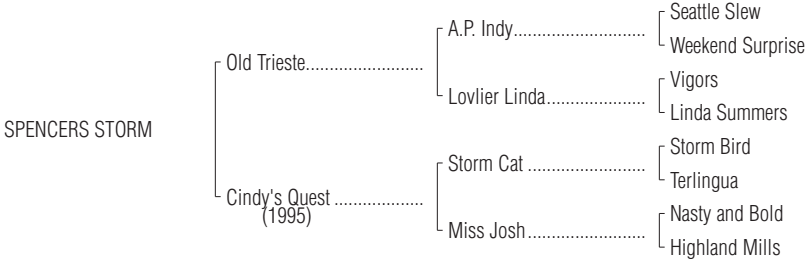 Seattle Slew
A.P. Indy..............................
Weekend Surprise
Old Trieste...........................
Vigors
Lovlier Linda.......................
Linda Summers
SPENCERS STORM
Storm Bird
Storm Cat ...........................
Terlingua
Cindy's Quest ....................
(1995)
Nasty and Bold
Miss Josh...........................
Highland Mills